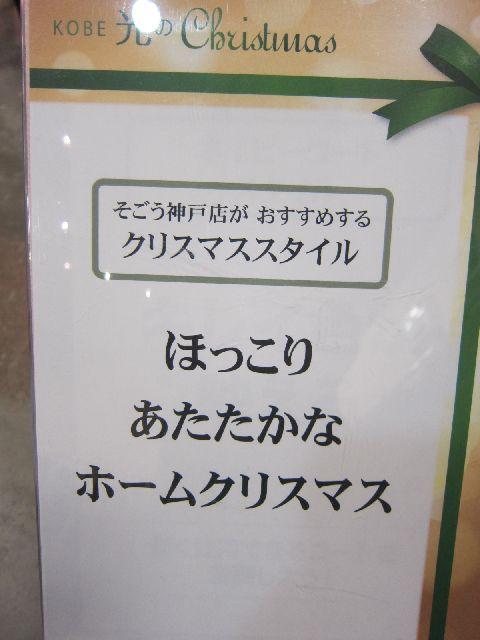 KOBE 光の Christmas
そごう神戸店が おすすめする
クリスマススタイル
ほっこり
あたたかな
ホームクリスマス